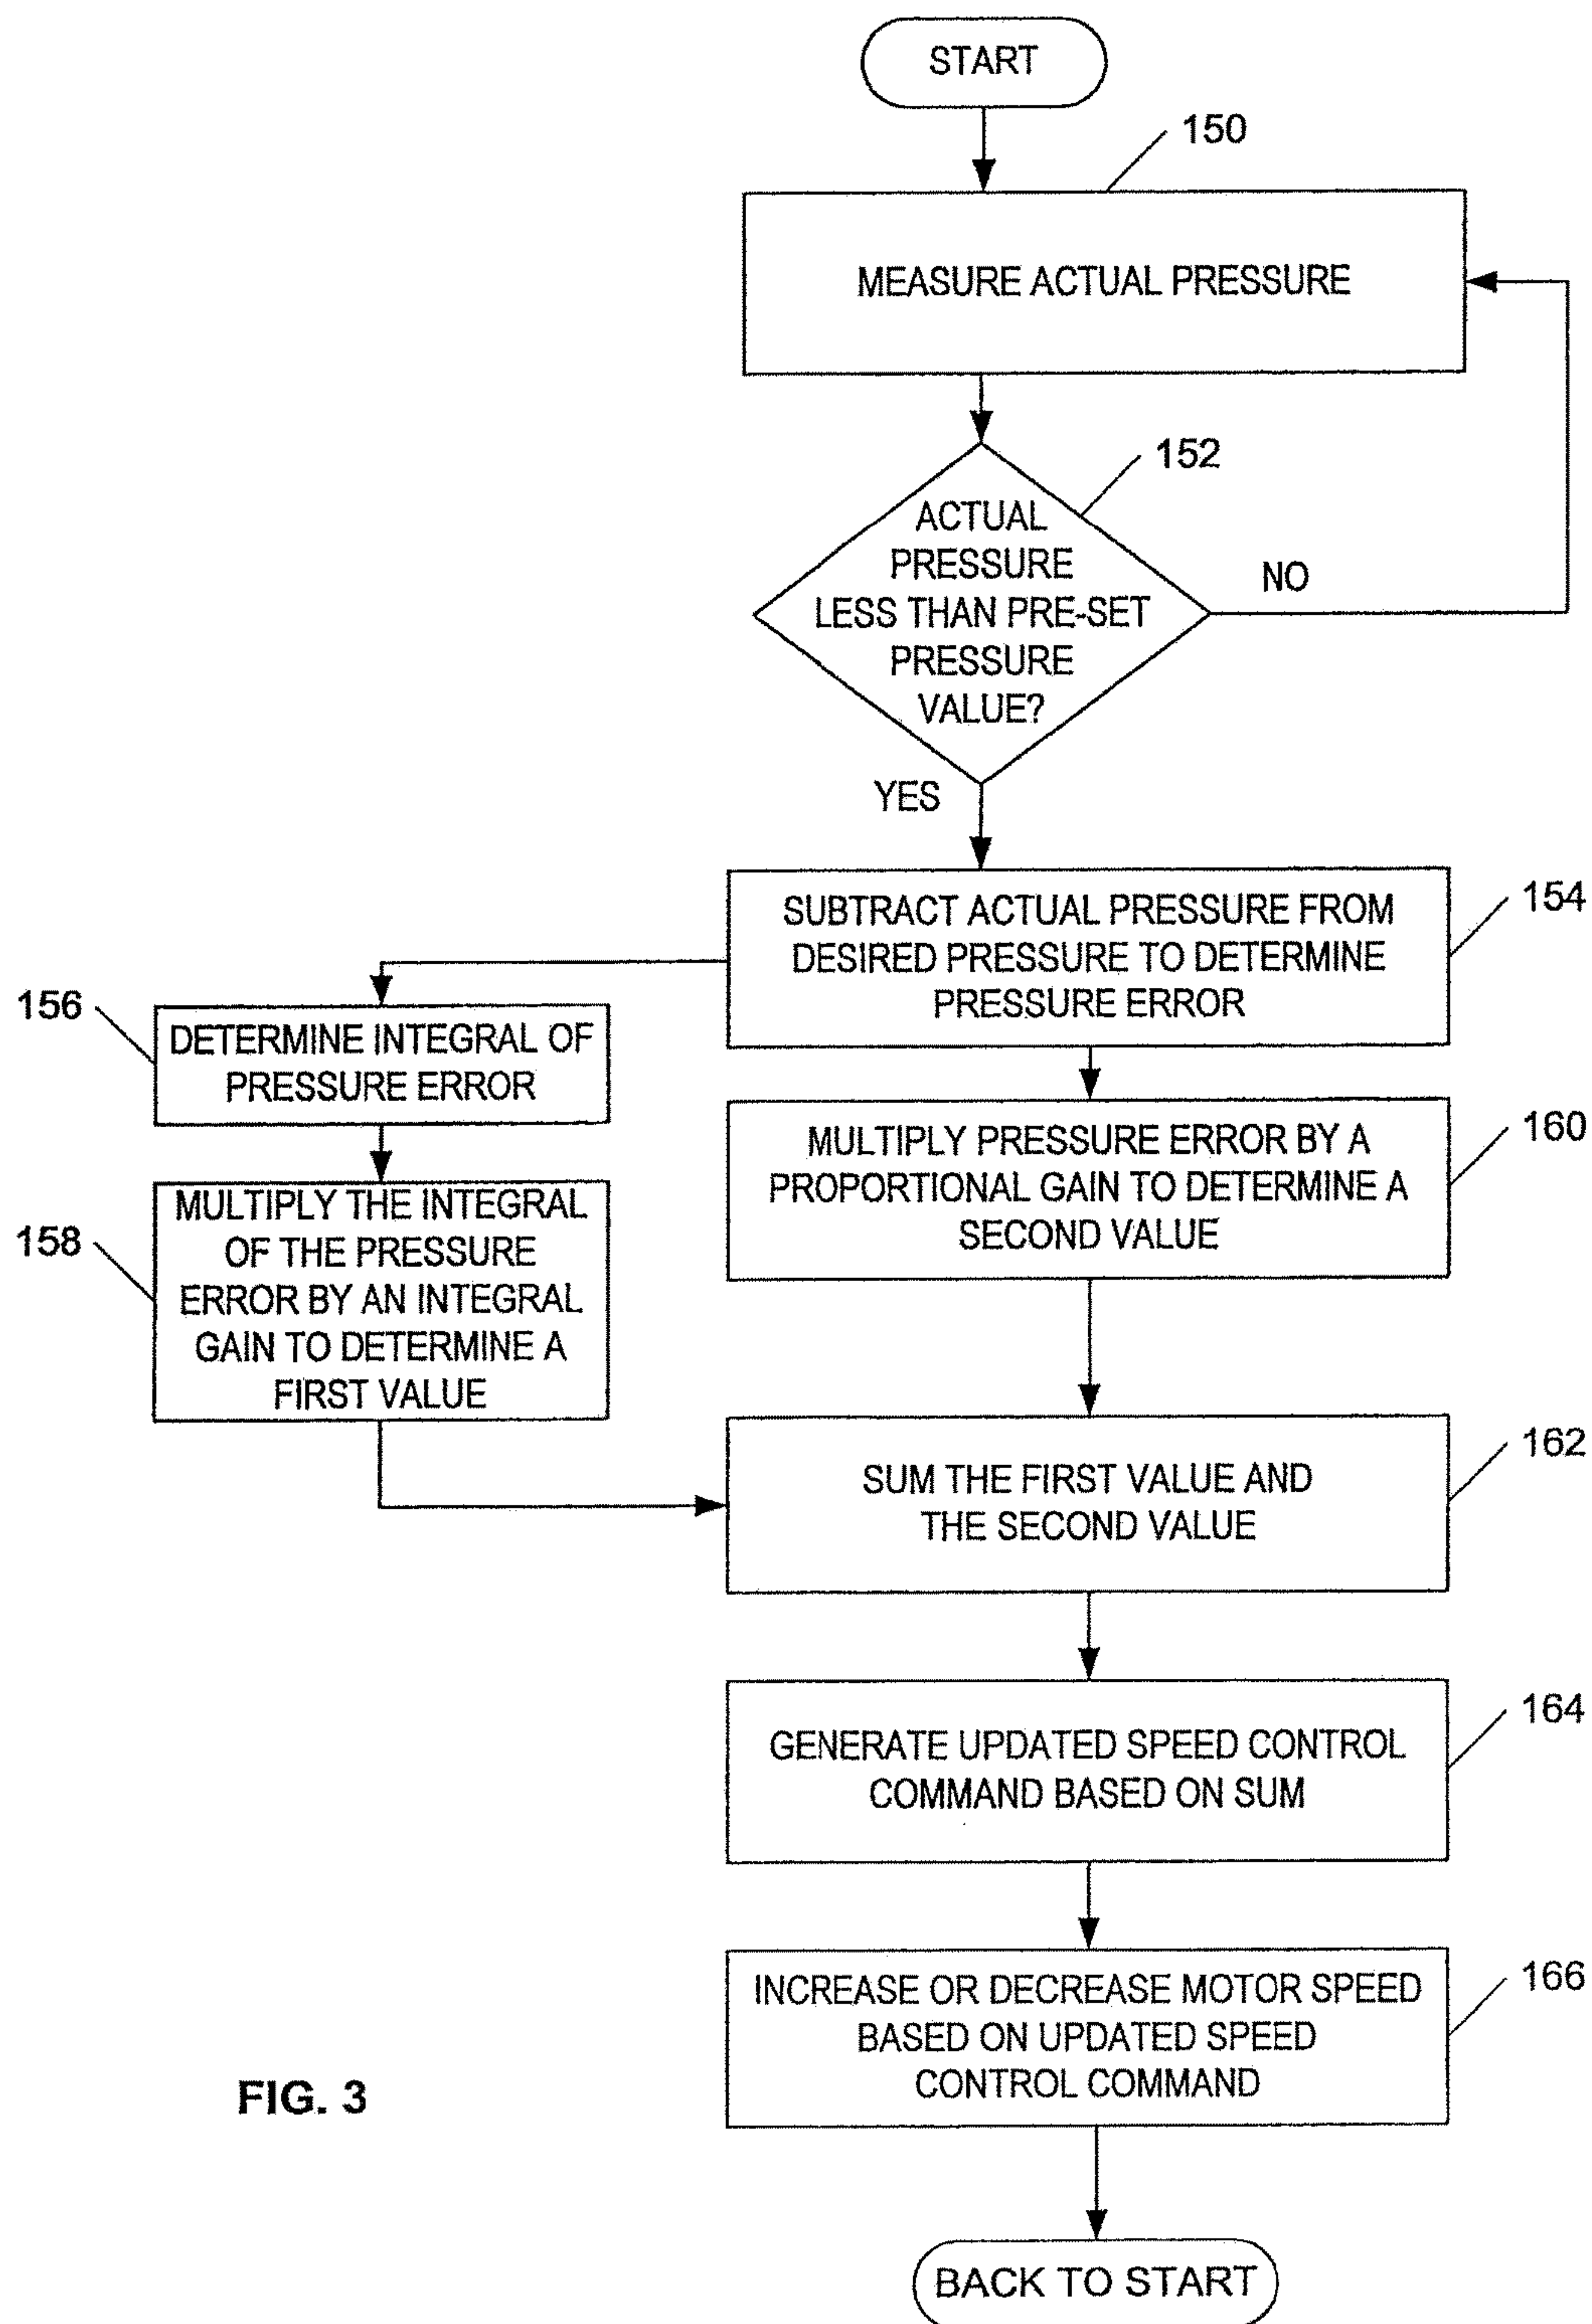 START
150
MEASURE ACTUAL PRESSURE
152
ACTUAL
PRESSURE
LESS THAN PRE-SET
PRESSURE
VALUE?
NO
YES
SUBTRACT ACTUAL PRESSURE FROM
DESIRED PRESSURE TO DETERMINE
PRESSURE ERROR
154
156
DETERMINE INTEGRAL OF
PRESSURE ERROR
158
MULTIPLY THE INTEGRAL
OF THE PRESSURE
ERROR BY AN INTEGRAL
GAIN TO DETERMINE A
FIRST VALUE
MULTIPLY PRESSURE ERROR BY A
PROPORTIONAL GAIN TO DETERMINE A
SECOND VALUE
160
SUM THE FIRST VALUE AND
THE SECOND VALUE
162
GENERATE UPDATED SPEED CONTROL
COMMAND BASED ON SUM
164
INCREASE OR DECREASE MOTOR SPEED
BASED ON UPDATED SPEED
CONTROL COMMAND
166
FIG. 3
BACK TO START